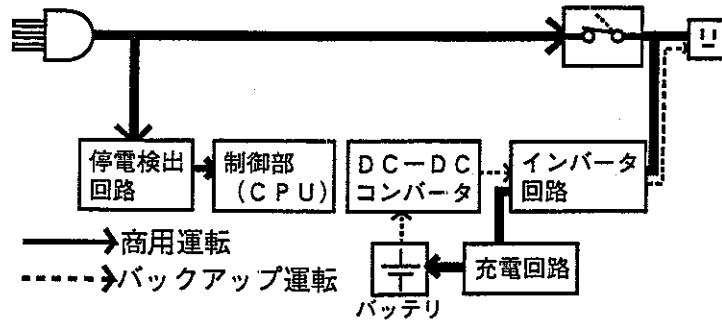 停電検出
回路
制御部
(CPU)
DC-DC
コンバータ
インバータ
回路
商用運転
バックアップ運転
バッテリ
充電回路